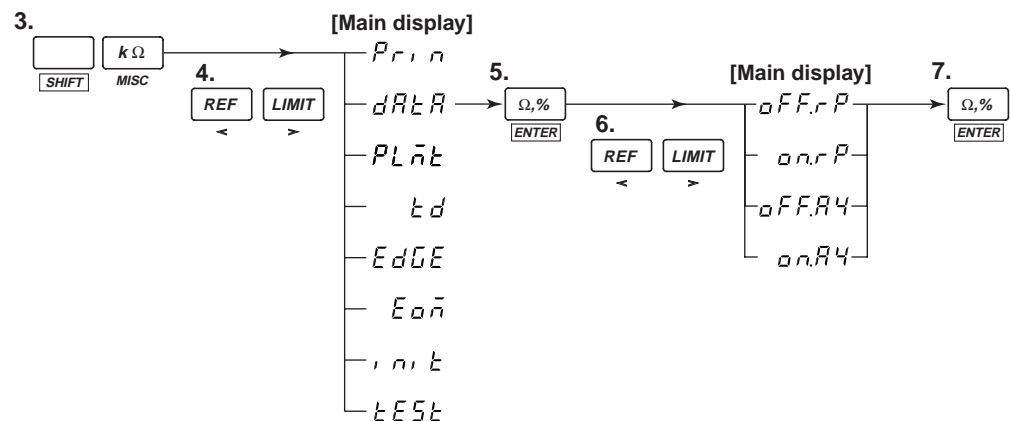 3.
[Main display]
kΩ
SHIFT
MISC
4.
REF
LIMIT
<
>
Prin
dAtA
PLm̄t
td
EdGE
Eom̄
init
tESt
5.
Ω,%
ENTER
6.
REF
LIMIT
<
>
[Main display]
oFF.rP
on.rP
oFF.A4
on.A4
7.
Ω,%
ENTER